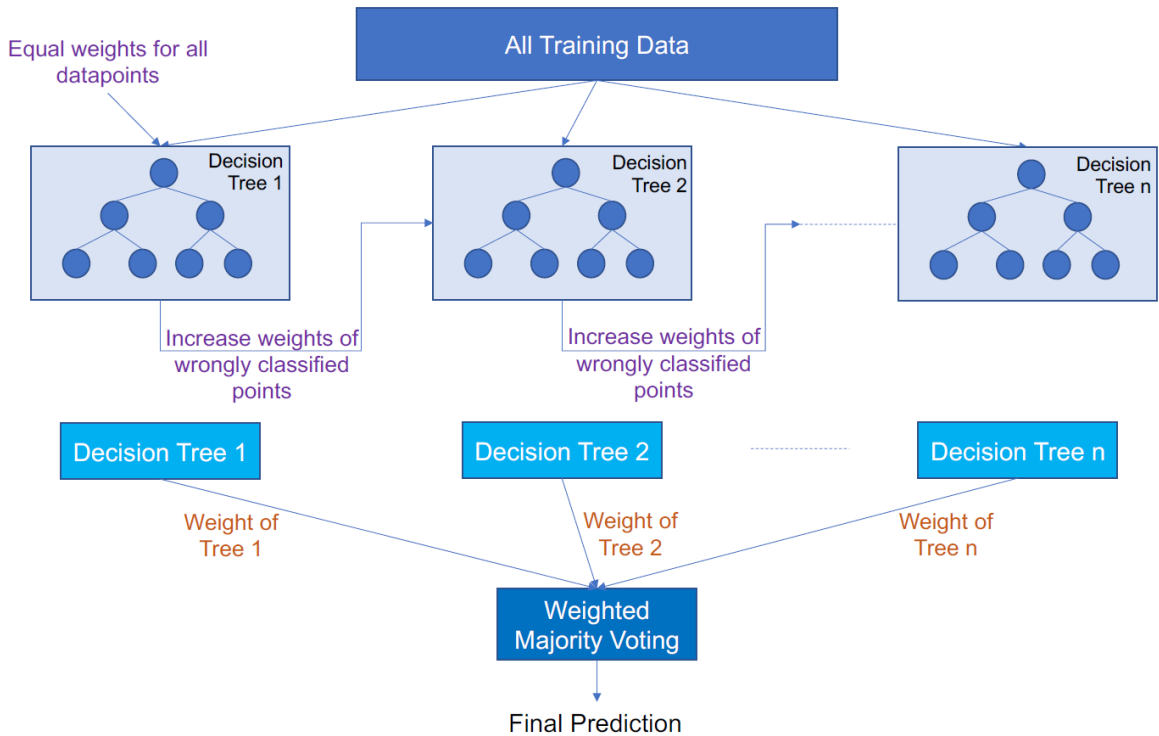 All Training Data
Equal weights for all
datapoints
Decision
Tree 1
Decision
Tree 2
Decision
Tree n
Increase weights of
wrongly classified
points
Increase weights of
wrongly classified
points
Decision Tree 1
Decision Tree 2
Decision Tree n
Weight of
Tree 1
Weight of
Tree 2
Weight of
Tree n
Weighted
Majority Voting
Final Prediction